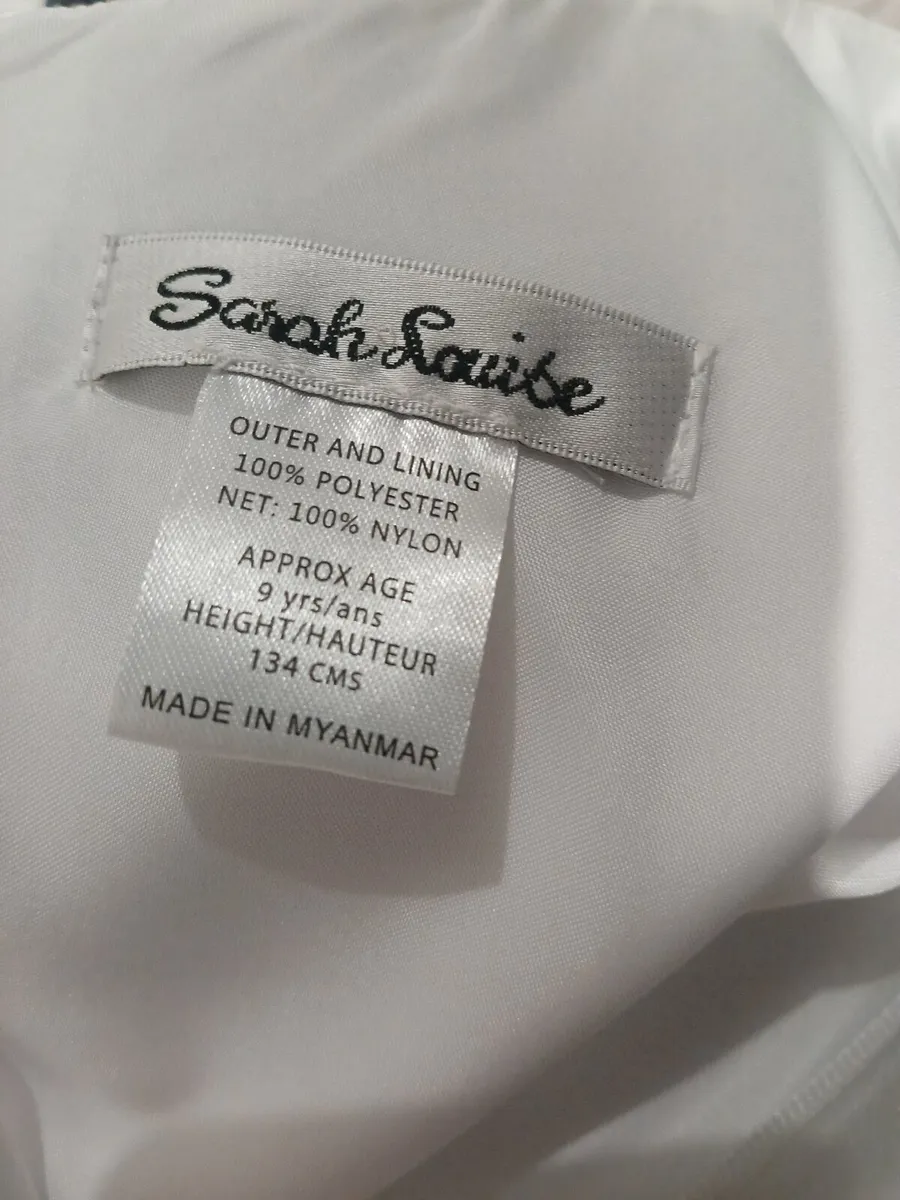 Sarah Louise
OUTER AND LINING
100% POLYESTER
NET: 100% NYLON
APPROX AGE
9 yrs/ans
HEIGHT/HAUTEUR
134 CMS
MADE IN MYANMAR